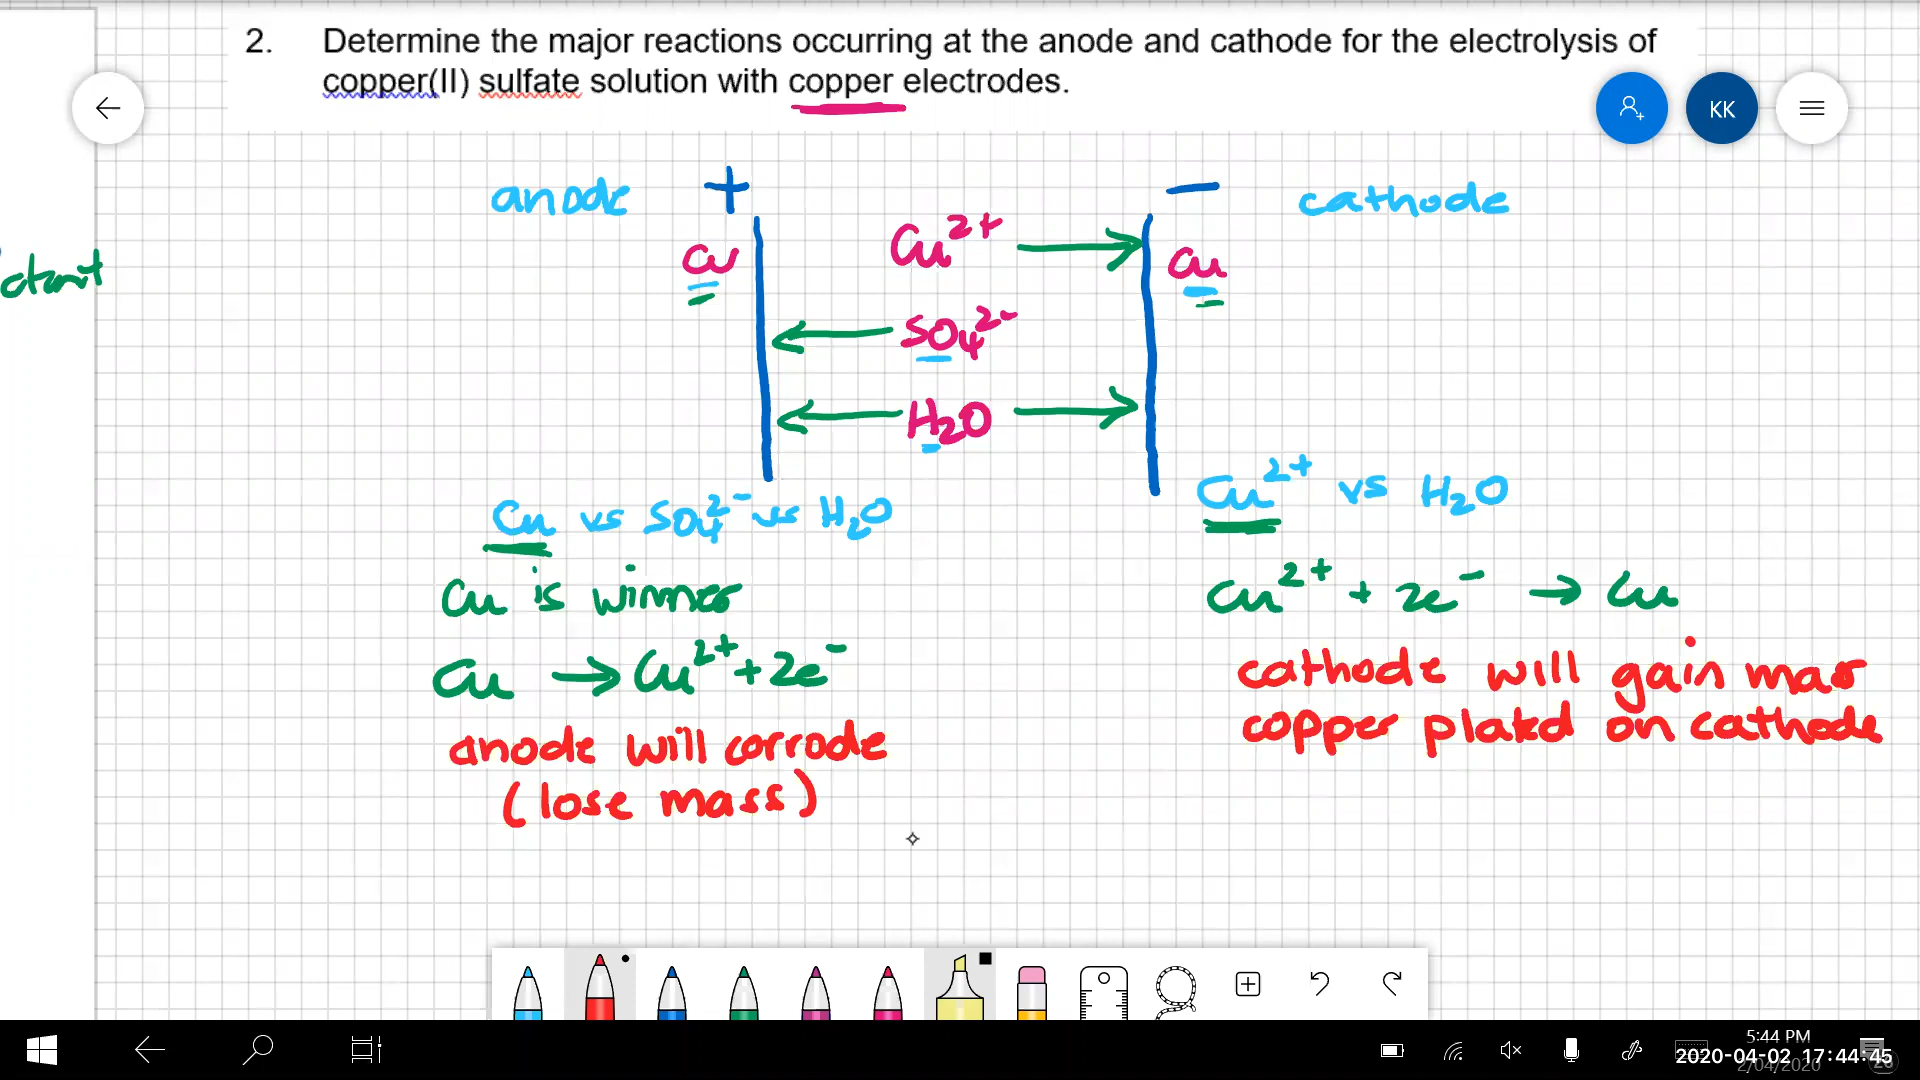 2. Determine the major reactions occurring at the anode and cathode for the electrolysis of
copper(II) sulfate solution with copper electrodes.
KK
anode + − cathode
Cu Cu²⁺ Cu
SO₄²⁻
H₂O
Cu vs SO₄²⁻ vs H₂O
Cu is winner
Cu → Cu²⁺ + 2e⁻
anode will corrode
(lose mass)
Cu²⁺ vs H₂O
Cu²⁺ + 2e⁻ → Cu
cathode will gain mass
copper plated on cathode
5:44 PM
2020-04-02 17:44:45
2/04/2020